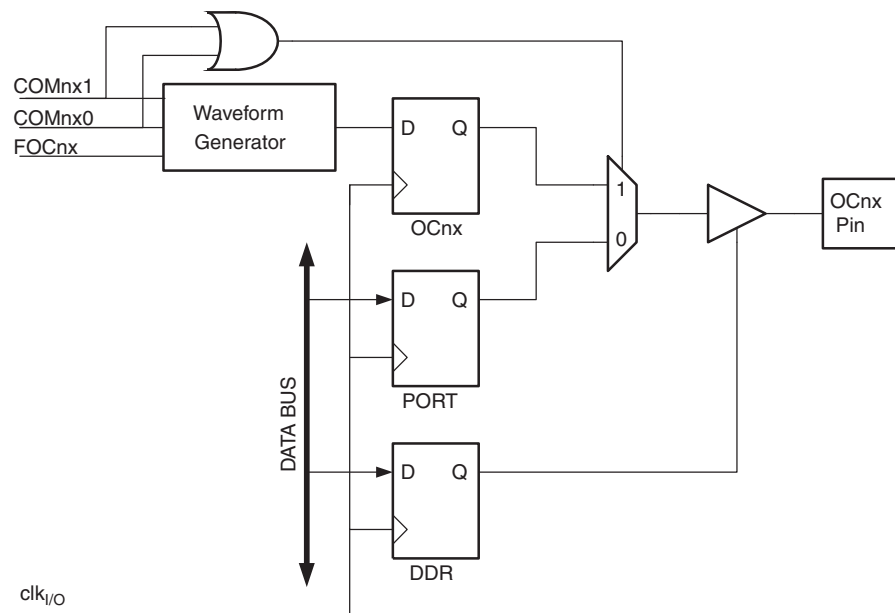 COMnx1
COMnx0
FOCnx
Waveform
Generator
D Q
OCnx
1
0
OCnx
Pin
D Q
PORT
DATA BUS
D Q
DDR
clkI/O